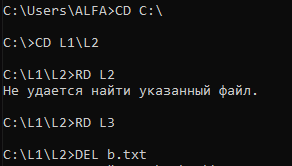 C:\Users\ALFA>CD C:\
C:\>CD L1\L2
C:\L1\L2>RD L2
Не удается найти указанный файл.
C:\L1\L2>RD L3
C:\L1\L2>DEL b.txt